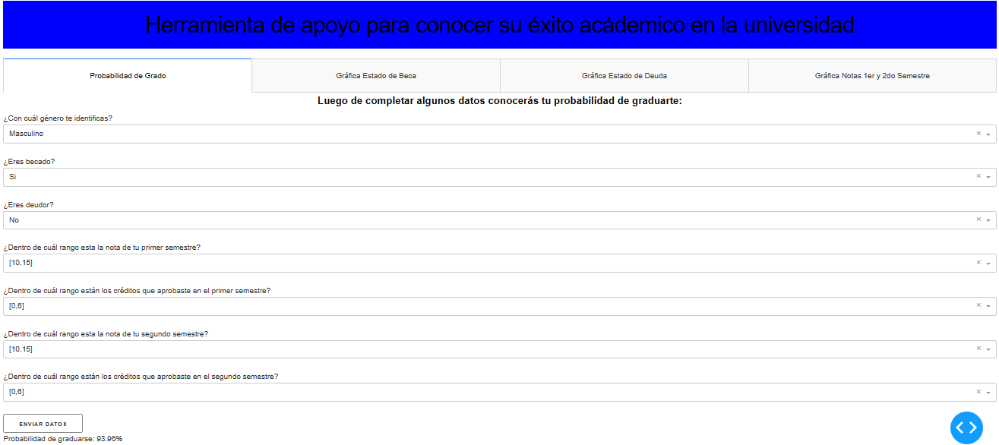 Herramienta de apoyo para conocer su éxito acádemico en la universidad
Probabilidad de Grado
Gráfica Estado de Beca
Gráfica Estado de Deuda
Gráfica Notas 1er y 2do Semestre
Luego de completar algunos datos conocerás tu probabilidad de graduarte:
¿Con cuál género te identificas?
Masculino
¿Eres becado?
Si
¿Eres deudor?
No
¿Dentro de cuál rango esta la nota de tu primer semestre?
[10,15]
¿Dentro de cuál rango están los créditos que aprobaste en el primer semestre?
[0,6]
¿Dentro de cuál rango esta la nota de tu segundo semestre?
[10,15]
¿Dentro de cuál rango están los créditos que aprobaste en el segundo semestre?
[0,6]
ENVIAR DATOS
Probabilidad de graduarse: 93.96%